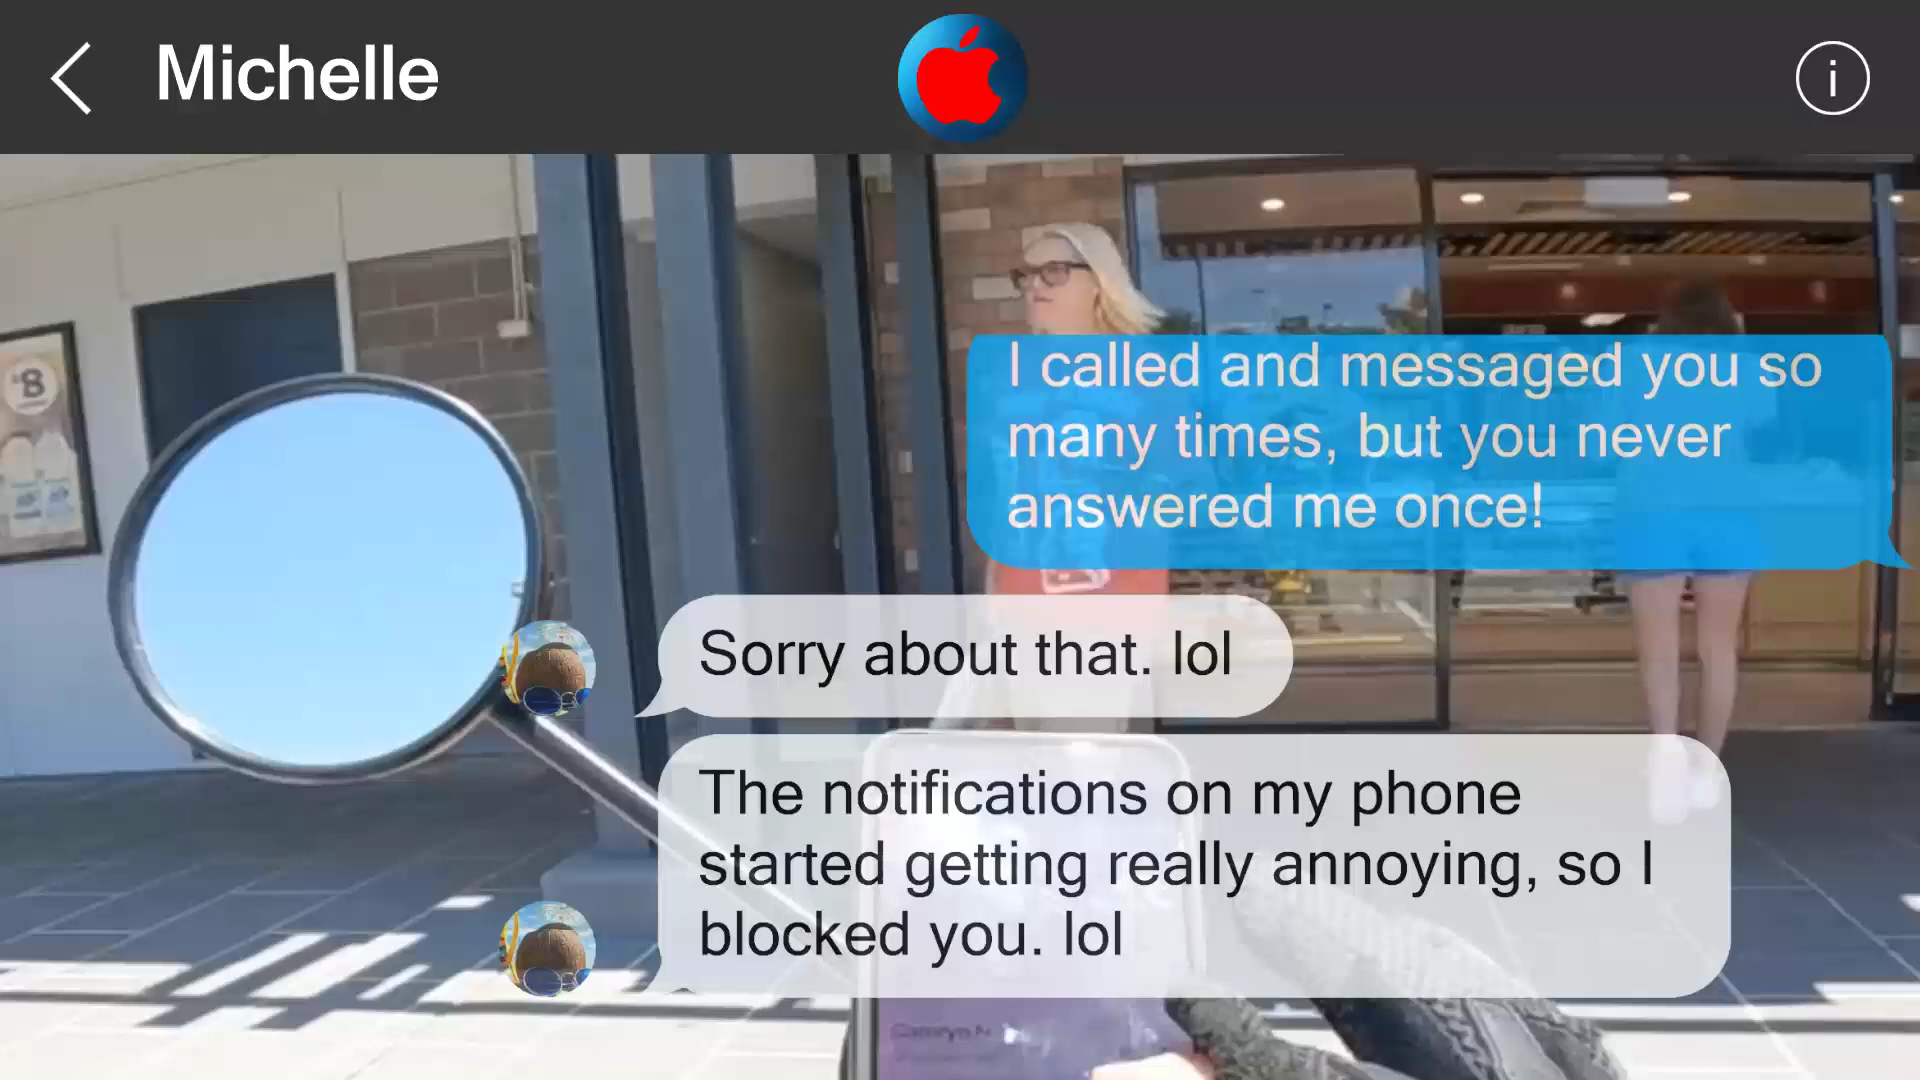 Michelle
i
$8
I called and messaged you so
many times, but you never
answered me once!
Sorry about that. lol
The notifications on my phone
started getting really annoying, so I
blocked you. lol